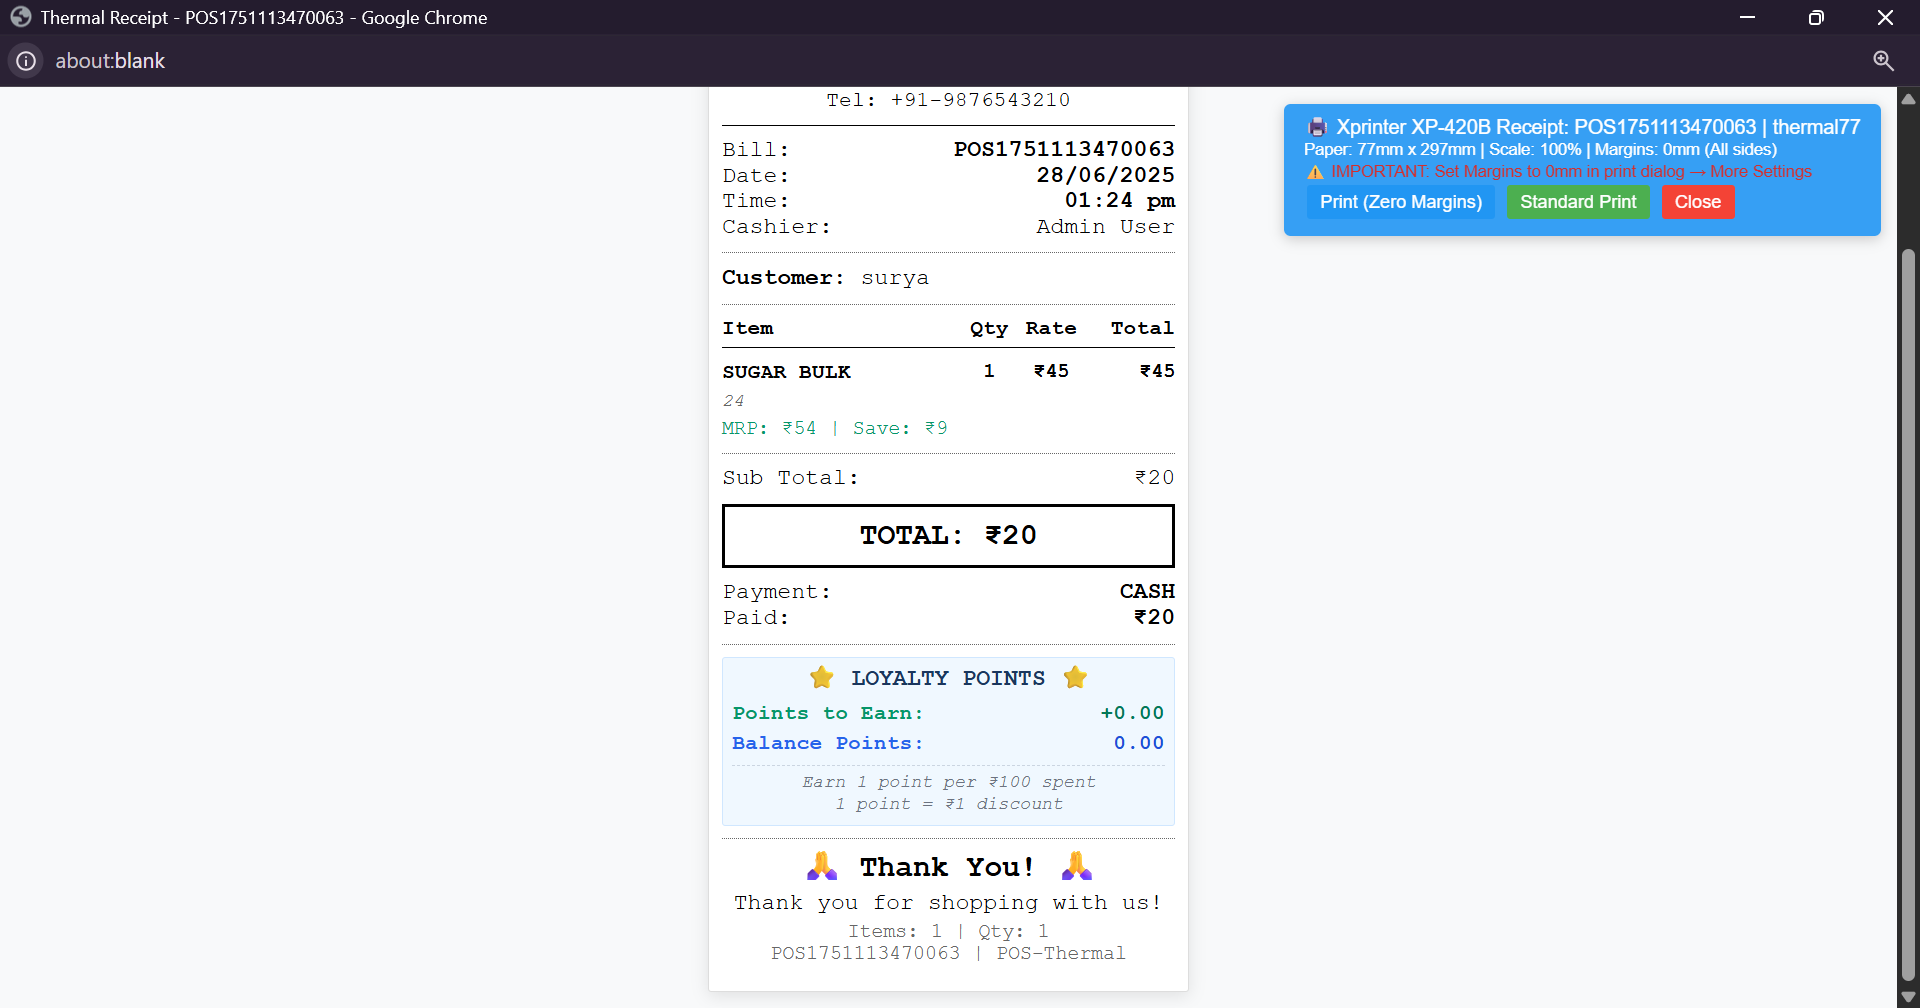 Thermal Receipt - POS1751113470063 - Google Chrome
about:blank
Tel: +91-9876543210
Bill: POS1751113470063
Date: 28/06/2025
Time: 01:24 pm
Cashier: Admin User
Customer: surya
Item Qty Rate Total
SUGAR BULK 1 ₹45 ₹45
24
MRP: ₹54 | Save: ₹9
Sub Total: ₹20
TOTAL: ₹20
Payment: CASH
Paid: ₹20
⭐ LOYALTY POINTS ⭐
Points to Earn: +0.00
Balance Points: 0.00
Earn 1 point per ₹100 spent
1 point = ₹1 discount
🙏 Thank You! 🙏
Thank you for shopping with us!
Items: 1 | Qty: 1
POS1751113470063 | POS-Thermal
🖨️ Xprinter XP-420B Receipt: POS1751113470063 | thermal77
Paper: 77mm x 297mm | Scale: 100% | Margins: 0mm (All sides)
⚠️ IMPORTANT: Set Margins to 0mm in print dialog → More Settings
Print (Zero Margins) Standard Print Close